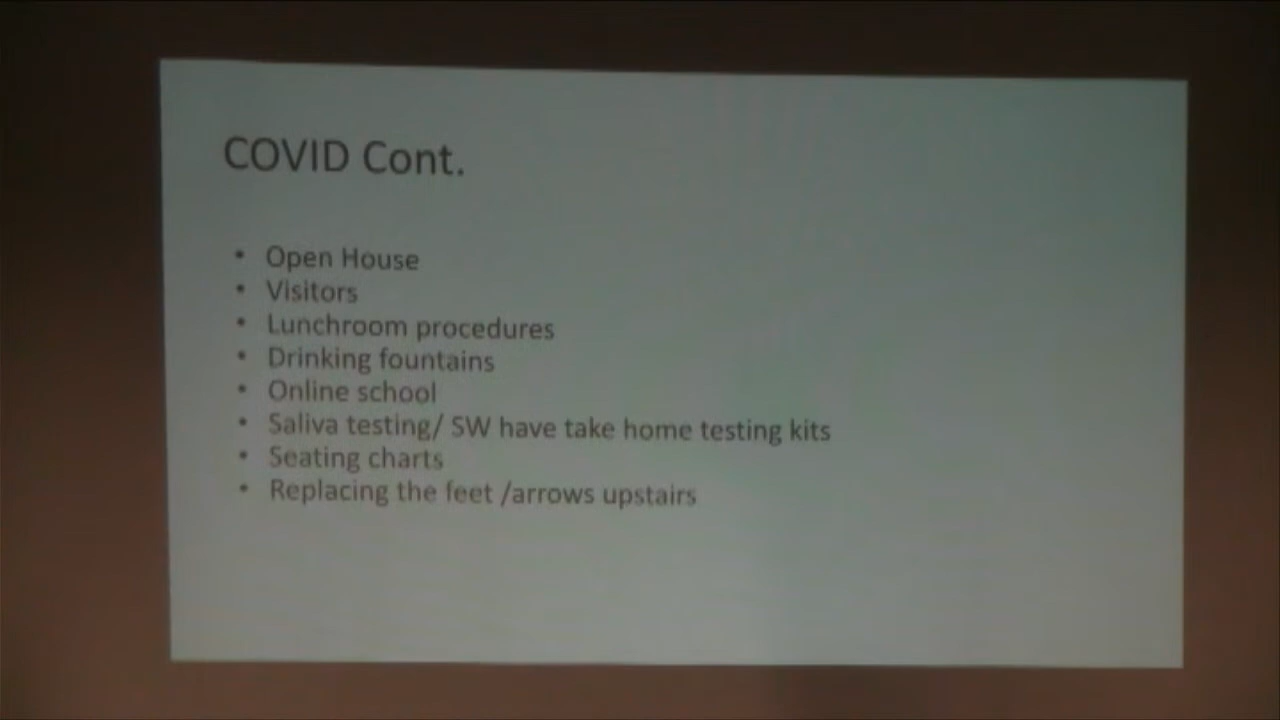 COVID Cont.
• Open House
• Visitors
• Lunchroom procedures
• Drinking fountains
• Online school
• Saliva testing/ SW have take home testing kits
• Seating charts
• Replacing the feet /arrows upstairs